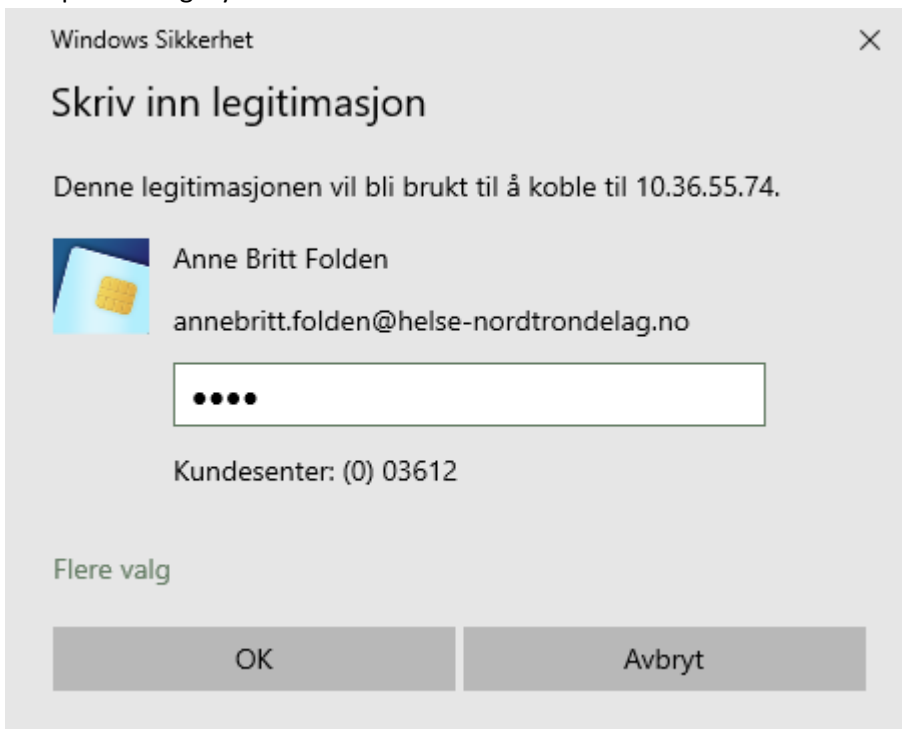 Windows Sikkerhet
Skriv inn legitimasjon
Denne legitimasjonen vil bli brukt til å koble til 10.36.55.74.
Anne Britt Folden
annebritt.folden@helse-nordtrondelag.no
••••
Kundesenter: (0) 03612
Flere valg
OK
Avbryt